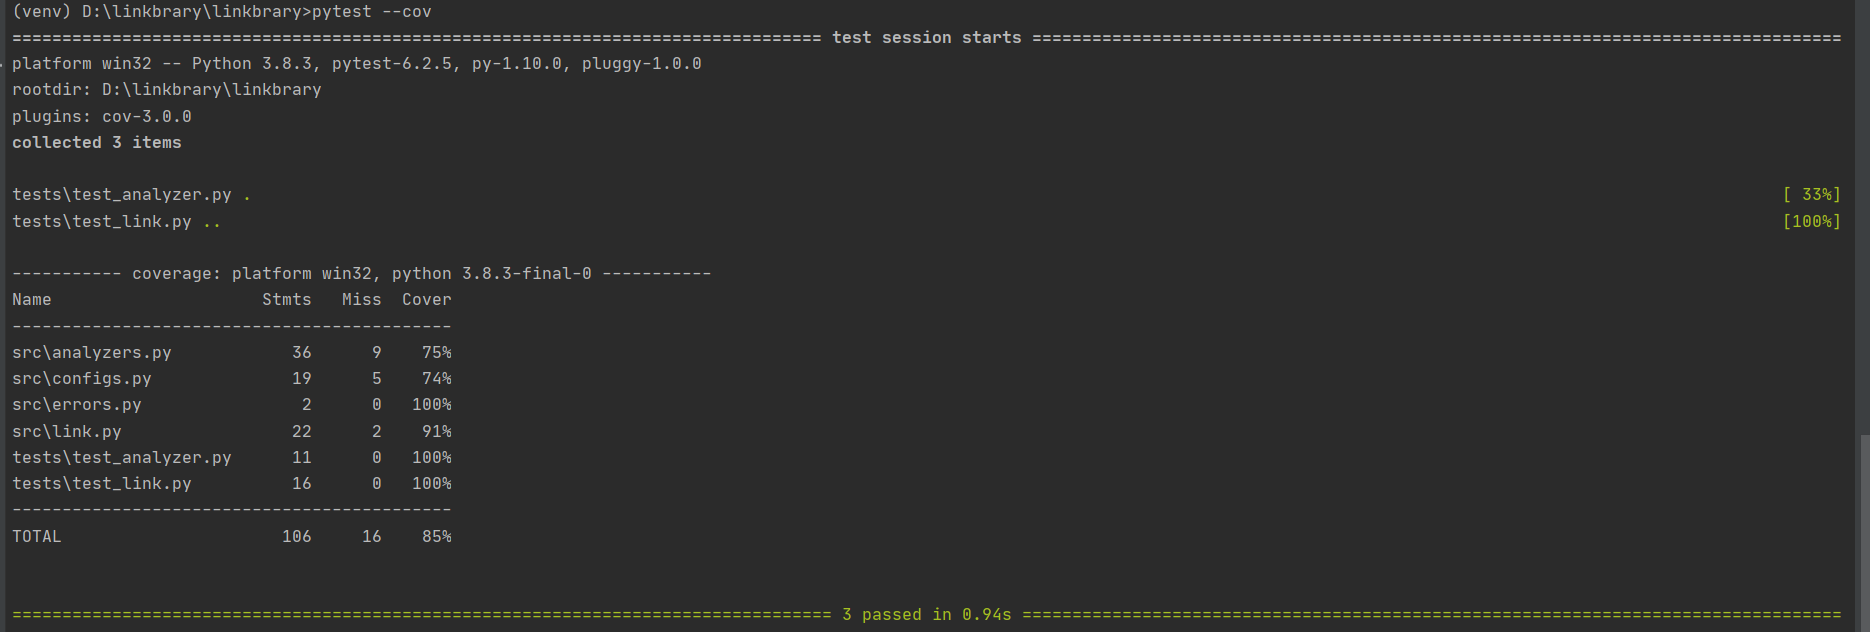 (venv) D:\linkbrary\linkbrary>pytest --cov
================================================================================= test session starts =================================================================================
platform win32 -- Python 3.8.3, pytest-6.2.5, py-1.10.0, pluggy-1.0.0
rootdir: D:\linkbrary\linkbrary
plugins: cov-3.0.0
collected 3 items
tests\test_analyzer.py . [ 33%]
tests\test_link.py .. [100%]
----------- coverage: platform win32, python 3.8.3-final-0 -----------
Name                     Stmts   Miss  Cover
--------------------------------------------
src\analyzers.py            36      9    75%
src\configs.py              19      5    74%
src\errors.py                2      0   100%
src\link.py                 22      2    91%
tests\test_analyzer.py      11      0   100%
tests\test_link.py          16      0   100%
--------------------------------------------
TOTAL                      106     16    85%
================================================================================== 3 passed in 0.94s ==================================================================================